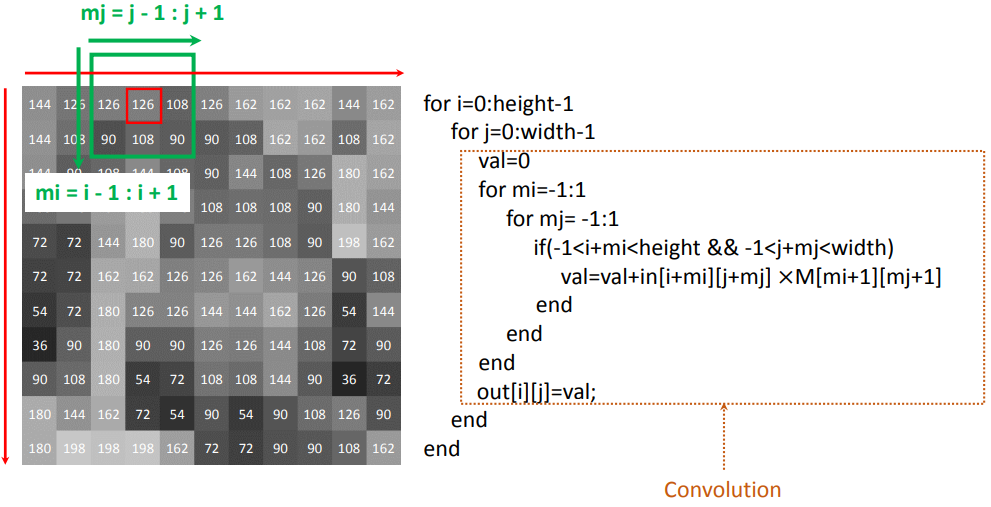 mj = j - 1 : j + 1
144 126 126 126 108 126 162 162 162 144 162
144 108 90 108 90 90 108 162 162 108 162
90 144 108 126 180 162
mi = i - 1 : i + 1
108 108 108 90 180 144
72 72 144 180 90 126 126 108 90 198 162
72 72 162 162 126 126 126 144 126 90 108
54 72 180 126 126 144 144 162 126 54 144
36 90 180 90 90 126 126 144 108 72 90
90 108 180 54 72 108 108 144 90 36 72
180 144 162 72 54 90 54 90 108 126 90
180 198 198 198 162 72 72 90 90 108 162
for i=0:height-1
for j=0:width-1
val=0
for mi=-1:1
for mj= -1:1
if(-1<i+mi<height && -1<j+mj<width)
val=val+in[i+mi][j+mj] ×M[mi+1][mj+1]
end
end
end
out[i][j]=val;
end
end
Convolution